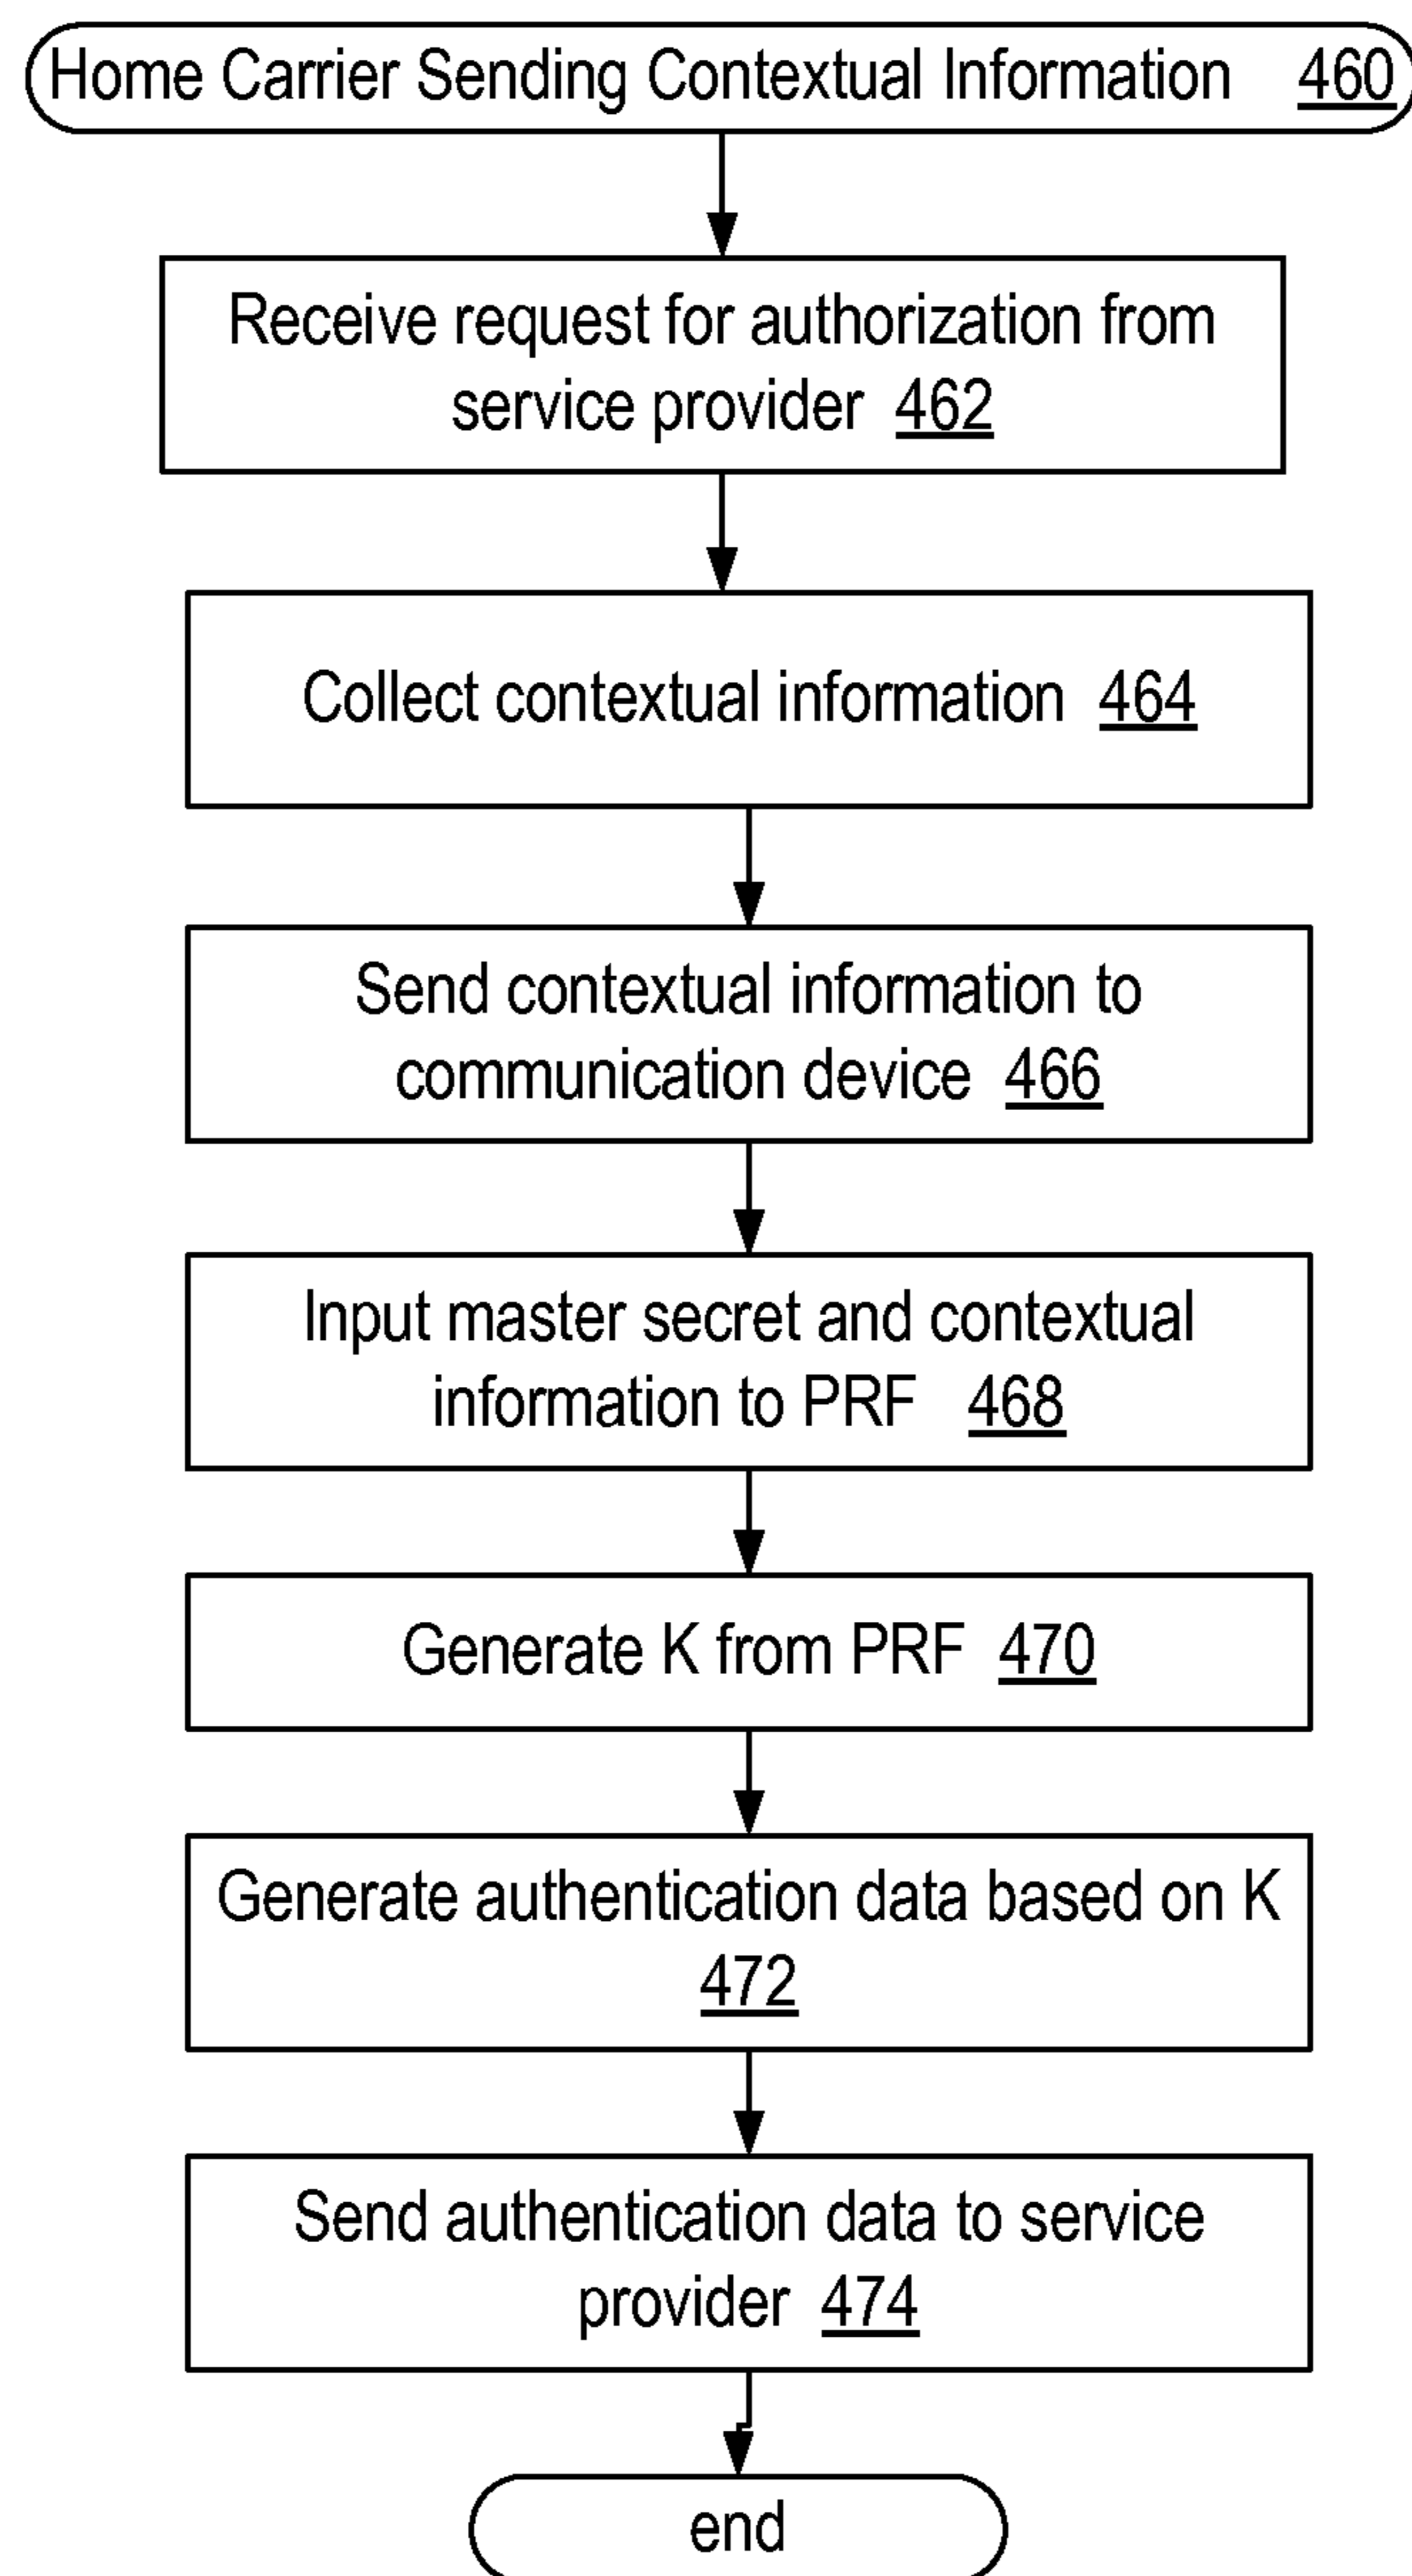 Home Carrier Sending Contextual Information 460
Receive request for authorization from
service provider 462
Collect contextual information 464
Send contextual information to
communication device 466
Input master secret and contextual
information to PRF 468
Generate K from PRF 470
Generate authentication data based on K
472
Send authentication data to service
provider 474
end